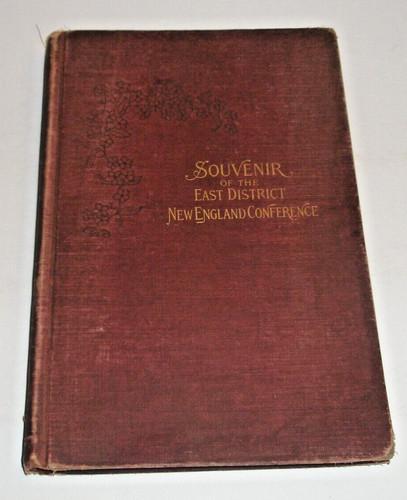 SOUVENIR
OF THE
EAST DISTRICT
NEW ENGLAND CONFERENCE